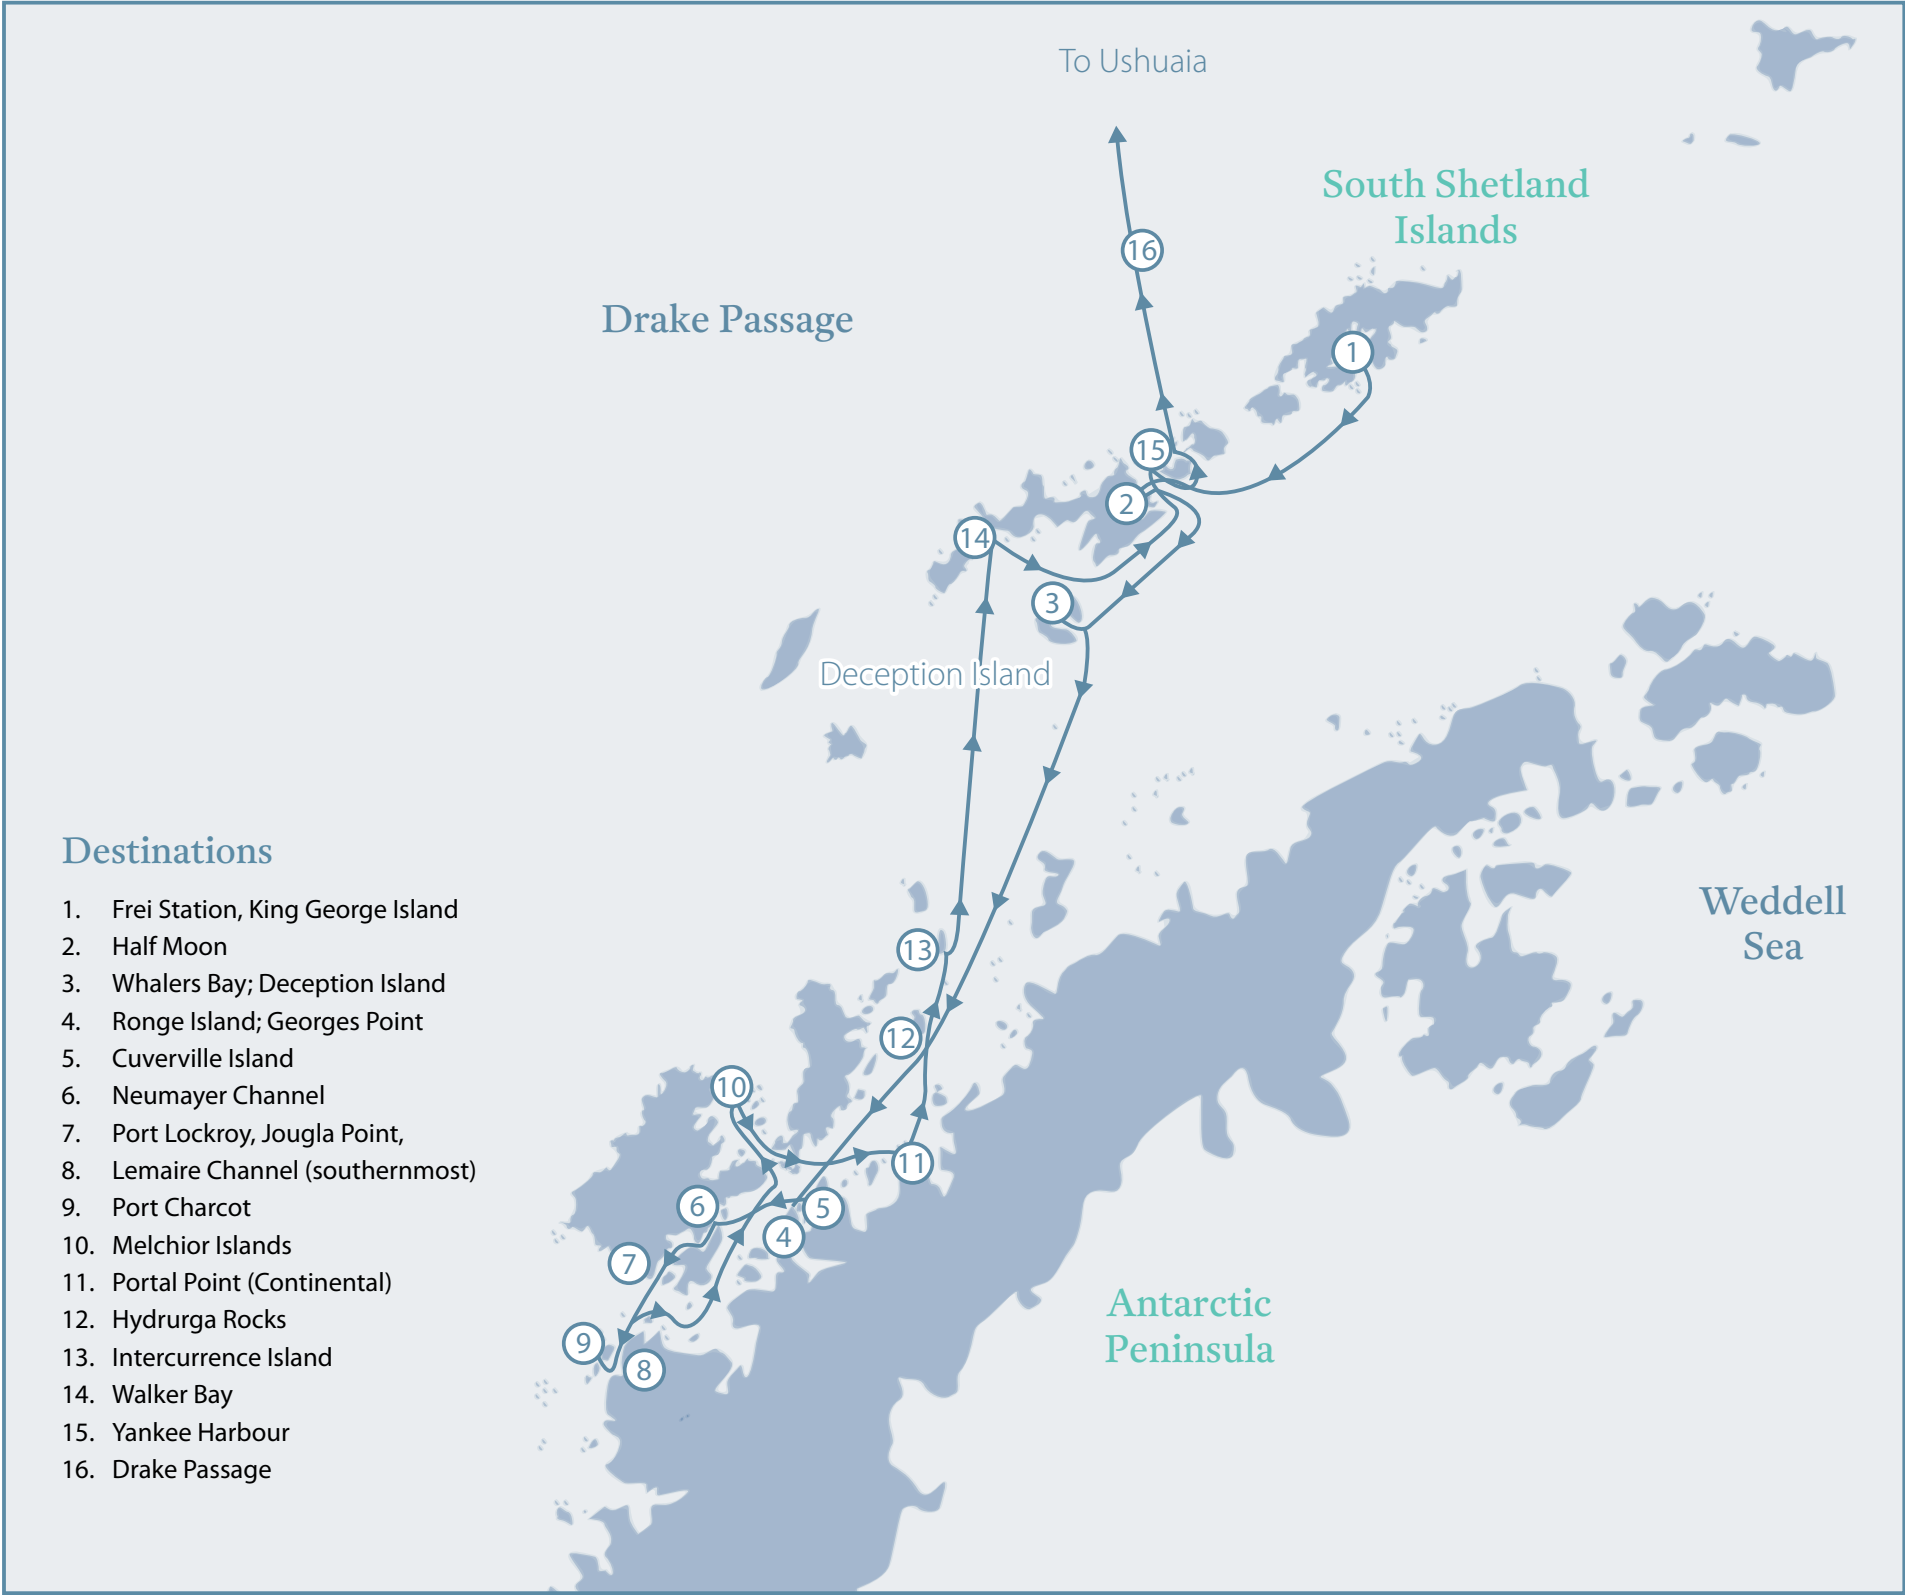 To Ushuaia
South Shetland
Islands
16
Drake Passage
1
15
2
14
3
Deception Island
Destinations
1. Frei Station, King George Island
2. Half Moon
3. Whalers Bay; Deception Island
4. Ronge Island; Georges Point
5. Cuverville Island
6. Neumayer Channel
7. Port Lockroy, Jougla Point,
8. Lemaire Channel (southernmost)
9. Port Charcot
10. Melchior Islands
11. Portal Point (Continental)
12. Hydrurga Rocks
13. Intercurrence Island
14. Walker Bay
15. Yankee Harbour
16. Drake Passage
Weddell
Sea
13
12
10
11
6
5
4
7
9
8
Antarctic
Peninsula